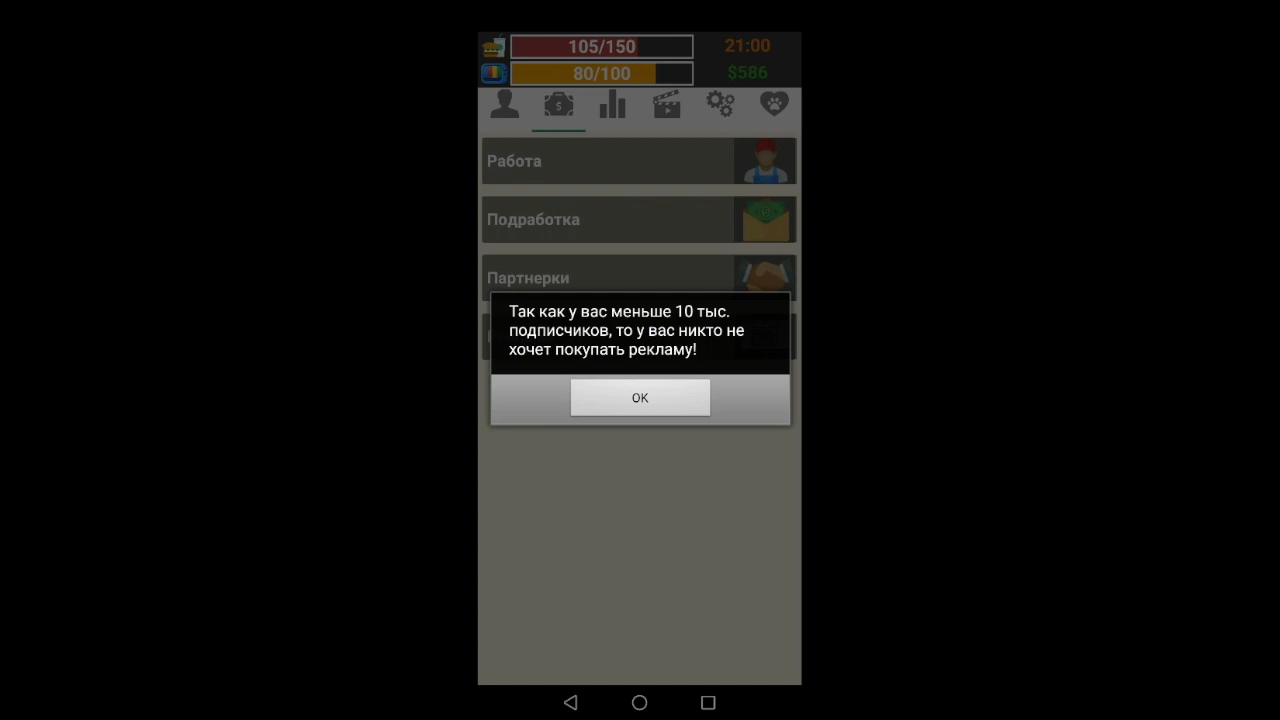 105/150
21:00
80/100
$586
Работа
Подработка
Партнерки
Так как у вас меньше 10 тыс.
подписчиков, то у вас никто не
хочет покупать рекламу!
OK